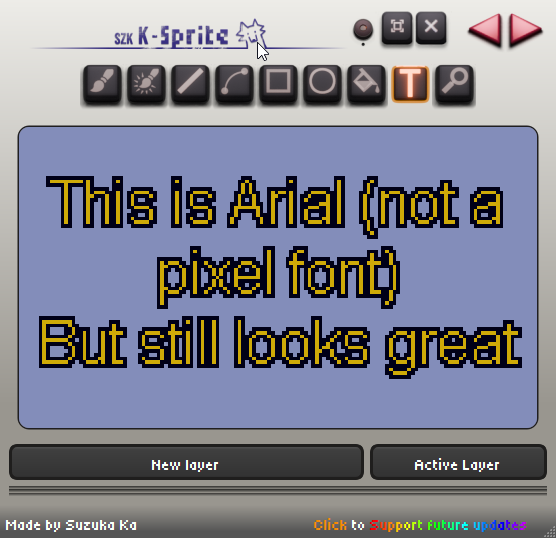 SZK K-Sprite
T
This is Arial (not a
pixel font)
But still looks great
New layer
Active Layer
Made by Suzuka Ka
Click to Support future updates